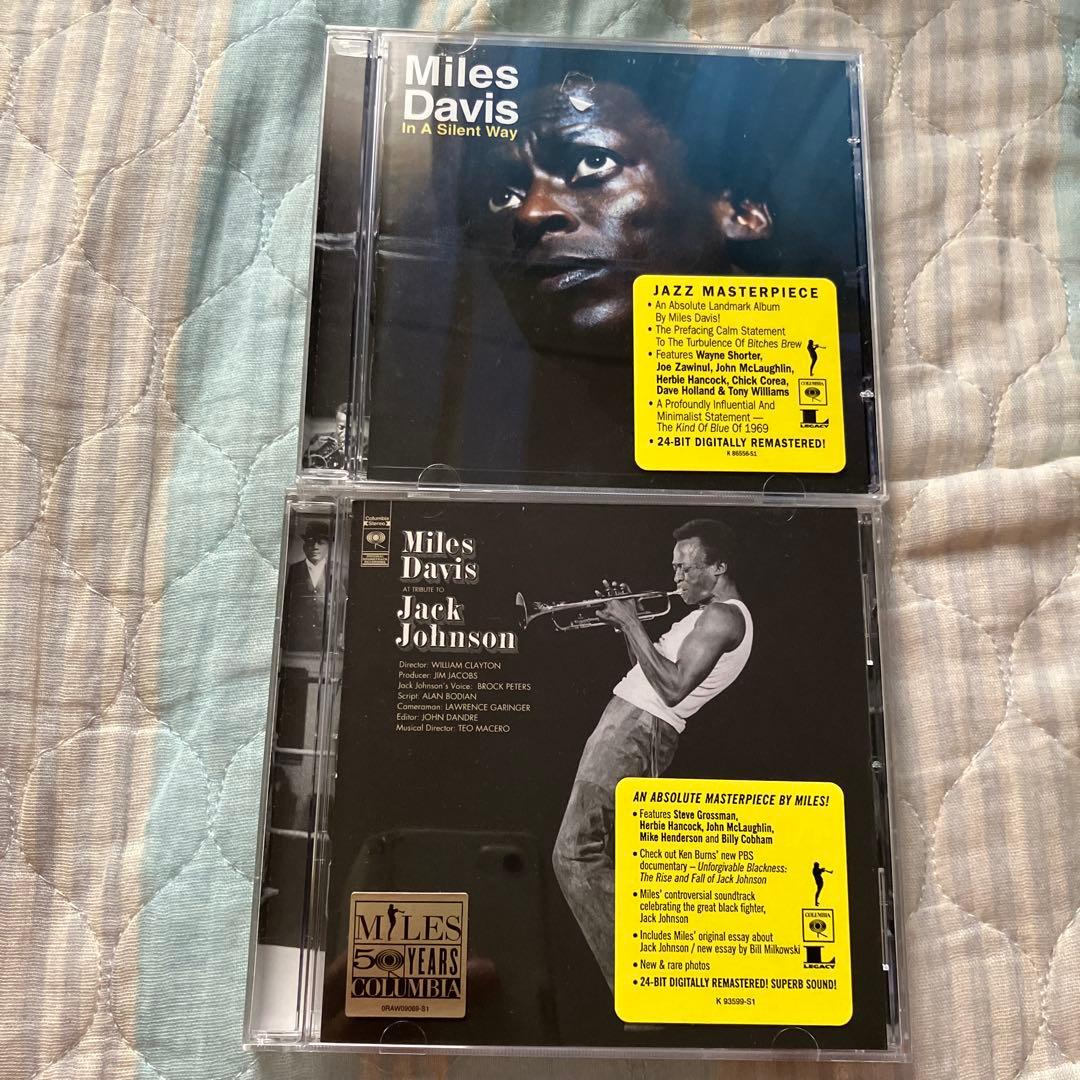 Miles
Davis
In A Silent Way
JAZZ MASTERPIECE
• An Absolute Landmark Album
By Miles Davis!
• The Prefacing Calm Statement
To The Turbulence Of Bitches Brew
• Features Wayne Shorter,
Joe Zawinul, John McLaughlin,
Herbie Hancock, Chick Corea,
Dave Holland & Tony Williams
• A Profoundly Influential And
Minimalist Statement —
The Kind Of Blue Of 1969
• 24-BIT DIGITALLY REMASTERED!
K 86556-S1
COLUMBIA
L
LEGACY
Columbia
Stereo
Miles
Davis
AT TRIBUTE TO
Jack
Johnson
Director: WILLIAM CLAYTON
Producer: JIM JACOBS
Jack Johnson's Voice: BROCK PETERS
Script: ALAN BODIAN
Cameraman: LAWRENCE GARINGER
Editor: JOHN DANDRE
Musical Director: TEO MACERO
AN ABSOLUTE MASTERPIECE BY MILES!
• Features Steve Grossman,
Herbie Hancock, John McLaughlin,
Mike Henderson and Billy Cobham
• Check out Ken Burns' new PBS
documentary – Unforgivable Blackness:
The Rise and Fall of Jack Johnson
• Miles' controversial soundtrack
celebrating the great black fighter,
Jack Johnson
• Includes Miles' original essay about
Jack Johnson / new essay by Bill Milkowski
• New & rare photos
• 24-BIT DIGITALLY REMASTERED! SUPERB SOUND!
K 93599-S1
COLUMBIA
L
LEGACY
MILES
50 YEARS
COLUMBIA
0RAW09069-S1